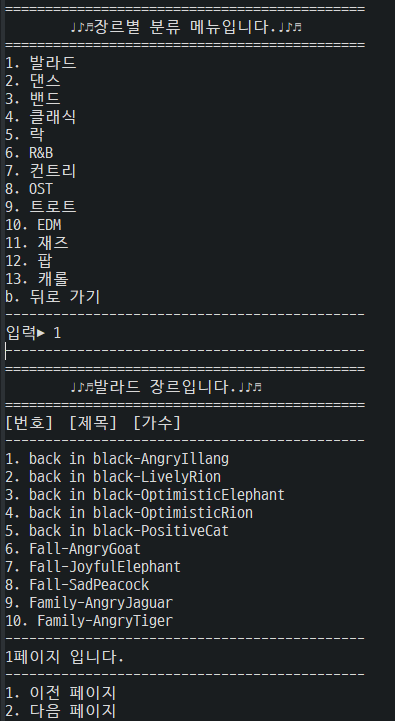 =============================================
♩♪♬장르별 분류 메뉴입니다.♩♪♬
=============================================
1. 발라드
2. 댄스
3. 밴드
4. 클래식
5. 락
6. R&B
7. 컨트리
8. OST
9. 트로트
10. EDM
11. 재즈
12. 팝
13. 캐롤
b. 뒤로 가기
---------------------------------------------
입력▶ 1
---------------------------------------------
=============================================
♩♪♬발라드 장르입니다.♩♪♬
=============================================
[번호] [제목] [가수]
---------------------------------------------
1. back in black-AngryIllang
2. back in black-LivelyRion
3. back in black-OptimisticElephant
4. back in black-OptimisticRion
5. back in black-PositiveCat
6. Fall-AngryGoat
7. Fall-JoyfulElephant
8. Fall-SadPeacock
9. Family-AngryJaguar
10. Family-AngryTiger
---------------------------------------------
1페이지 입니다.
---------------------------------------------
1. 이전 페이지
2. 다음 페이지